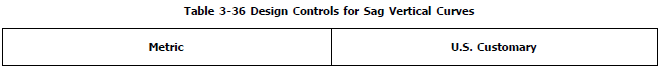 Table 3-36 Design Controls for Sag Vertical Curves
Metric U.S. Customary